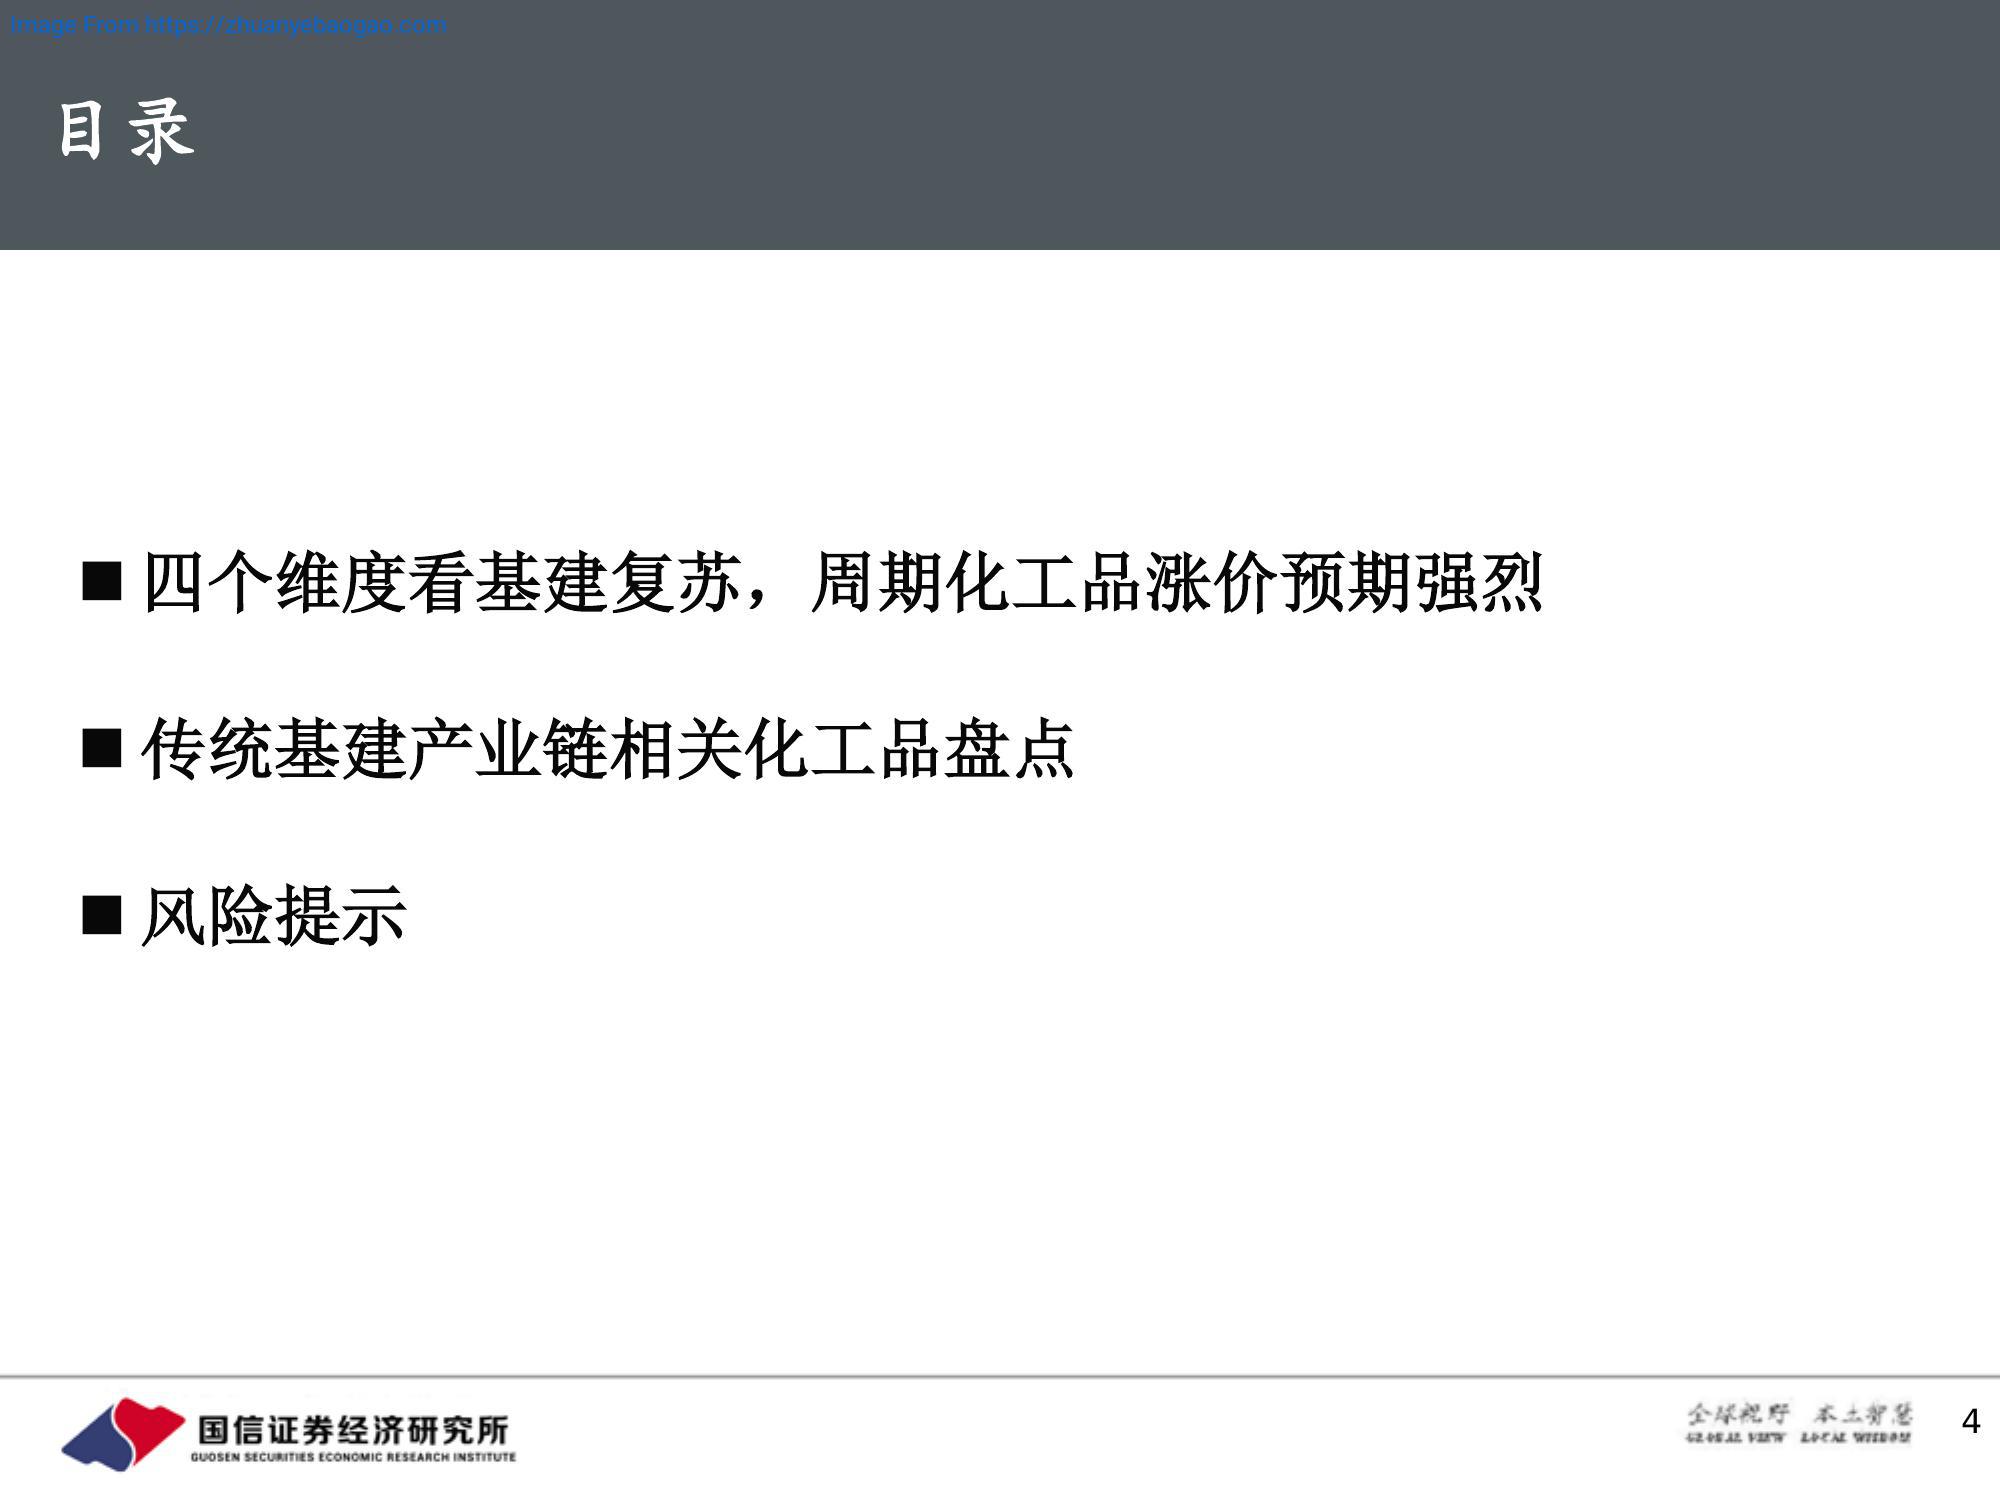 Image From https://zhuanyebaogao.com
目录
■ 四个维度看基建复苏，周期化工品涨价预期强烈
■ 传统基建产业链相关化工品盘点
■ 风险提示
国信证券经济研究所
GUOSEN SECURITIES ECONOMIC RESEARCH INSTITUTE
全球视野 本土智慧
GLOBAL VIEW LOCAL WISDOM
4